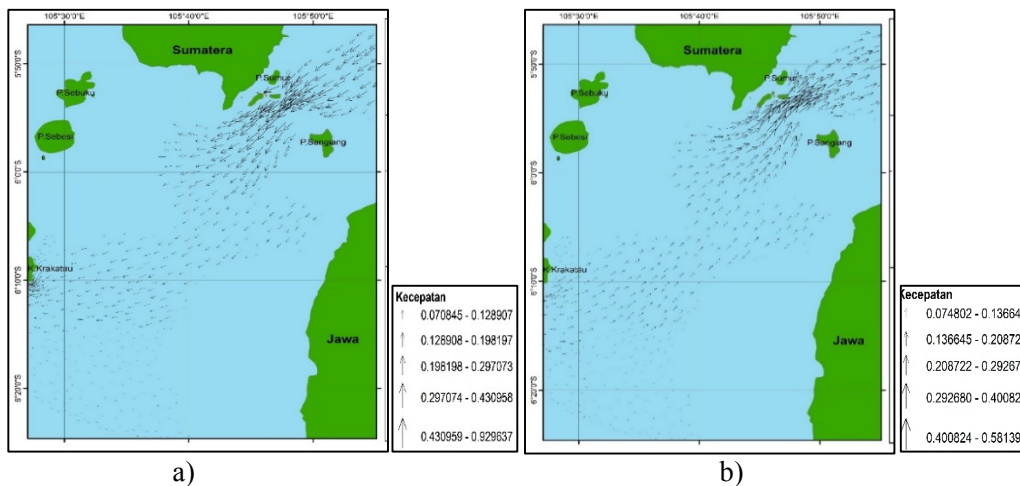 105°30'0"E 105°40'0"E 105°50'0"E
Sumatera
5°50'0"S
P.Sumur
P.Sebuku
P.Sebesi
P.Sangiang
6°0'0"S
K.Krakatau
6°10'0"S
Jawa
Kecepatan
0.070845 - 0.128907
0.128908 - 0.198197
0.198198 - 0.297073
0.297074 - 0.430958
0.430959 - 0.929637
a)
105°30'0"E 105°40'0"E 105°50'0"E
Sumatera
5°50'0"S
P.Sumur
P.Sebuku
P.Sebesi
P.Sangiang
6°0'0"S
K.Krakatau
6°10'0"S
Jawa
6°20'0"S
Kecepatan
0.074802 - 0.13664
0.136645 - 0.20872
0.208722 - 0.29267
0.292680 - 0.40082
0.400824 - 0.58139
b)